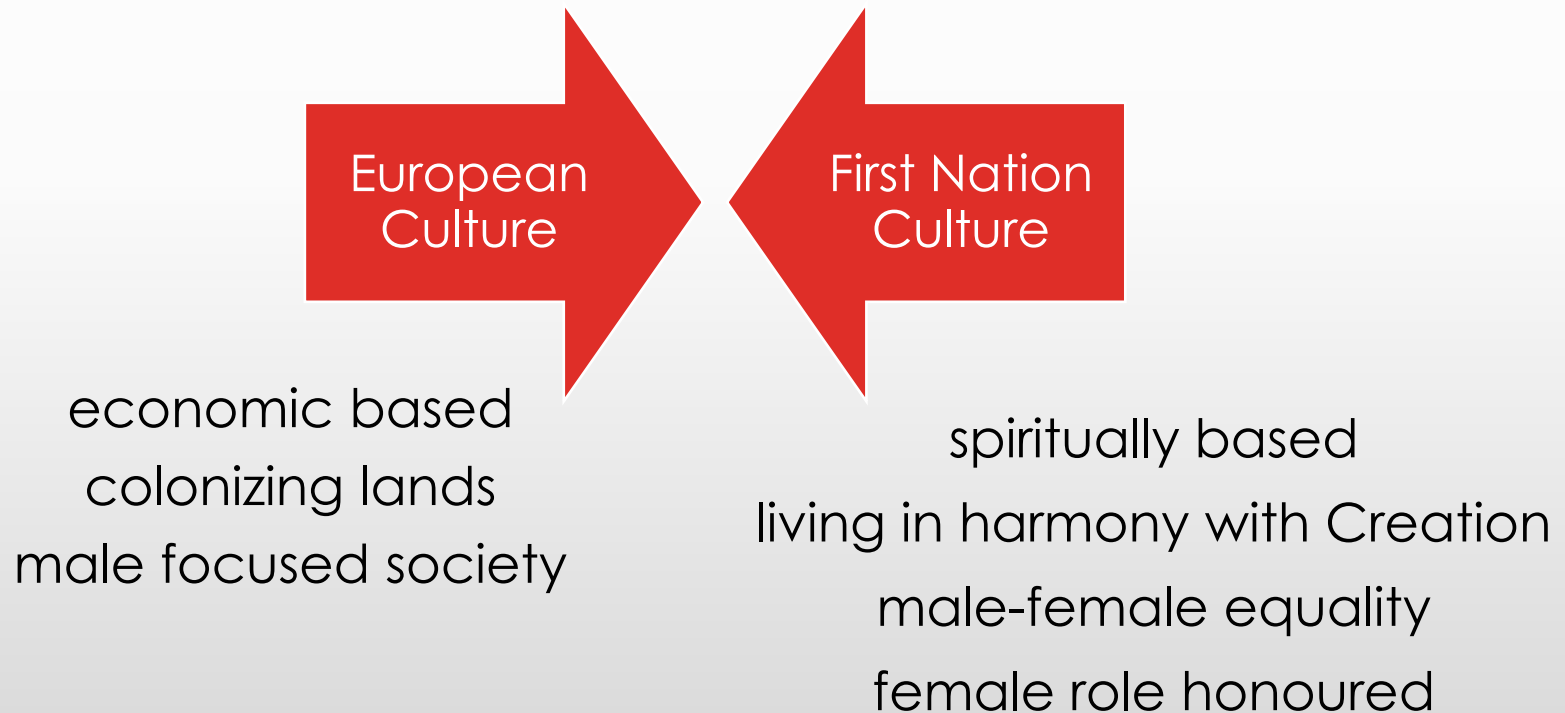 European
Culture
First Nation
Culture
economic based
colonizing lands
male focused society
spiritually based
living in harmony with Creation
male-female equality
female role honoured